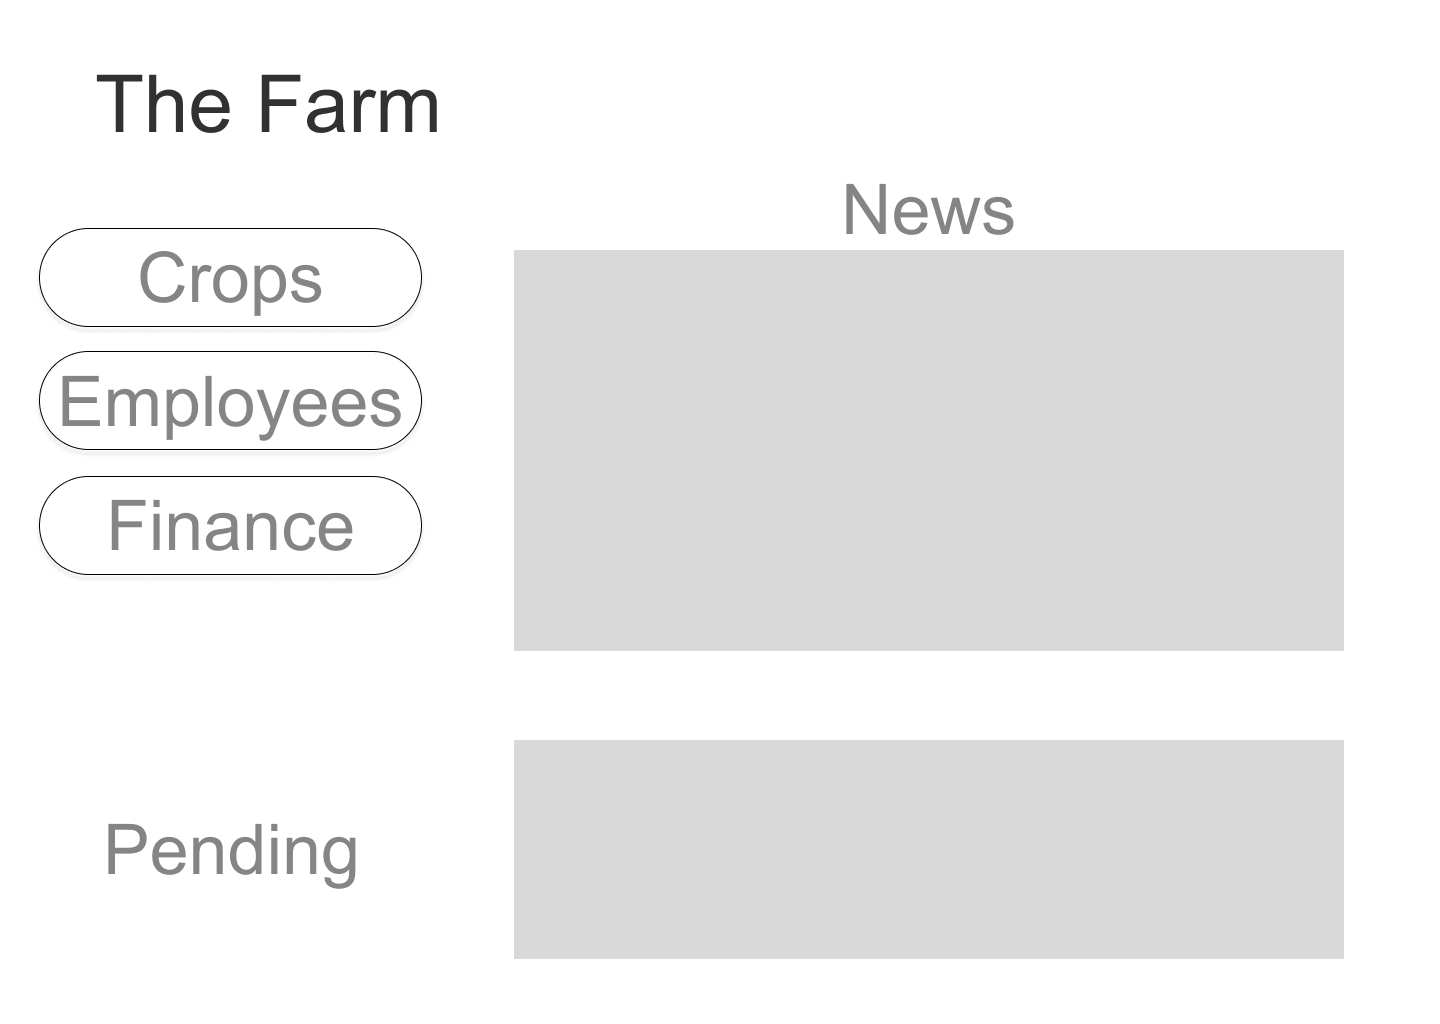 The Farm
News
Crops
Employees
Finance
Pending